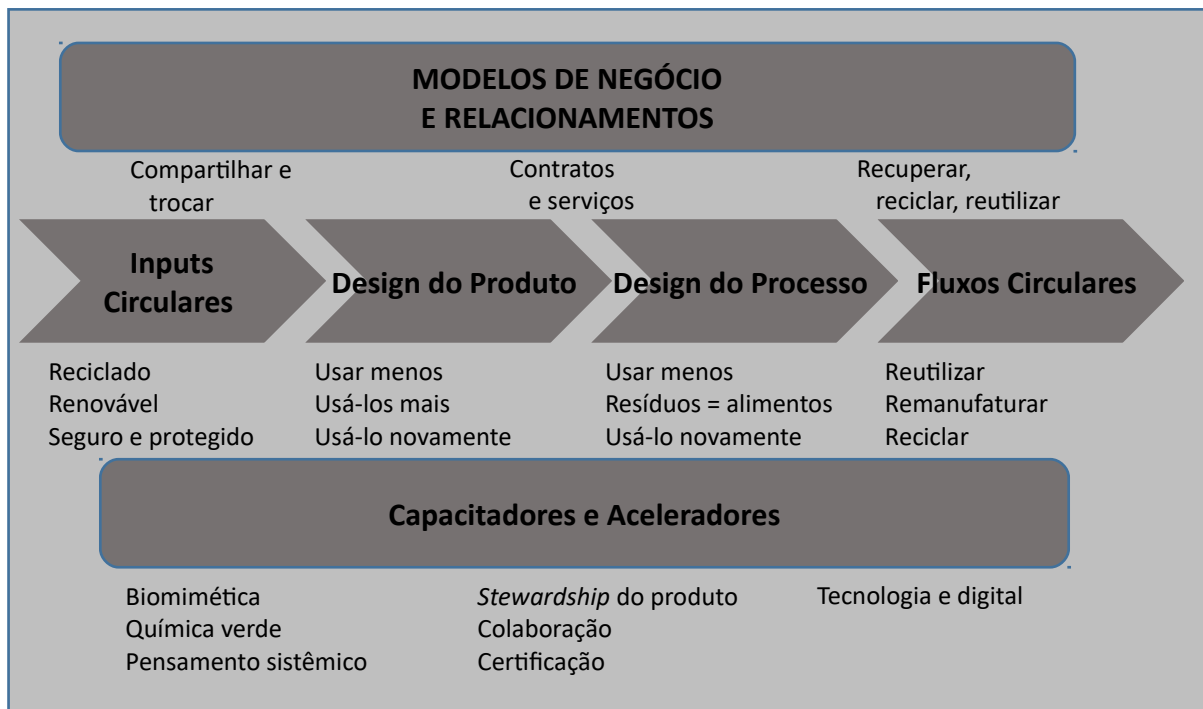 MODELOS DE NEGÓCIO
E RELACIONAMENTOS
Compartilhar e
trocar
Contratos
e serviços
Recuperar,
reciclar, reutilizar
Inputs
Circulares
Design do Produto
Design do Processo
Fluxos Circulares
Reciclado
Renovável
Seguro e protegido
Usar menos
Usá-los mais
Usá-lo novamente
Usar menos
Resíduos = alimentos
Usá-lo novamente
Reutilizar
Remanufaturar
Reciclar
Capacitadores e Aceleradores
Biomimética
Química verde
Pensamento sistêmico
Stewardship do produto
Colaboração
Certificação
Tecnologia e digital